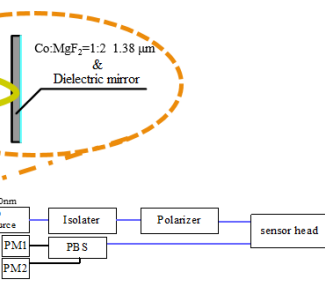 Co:MgF₂=1:2 1.38 μm
&
Dielectric mirror
0nm
urce
Isolater
Polarizer
sensor head
PM1
PBS
PM2